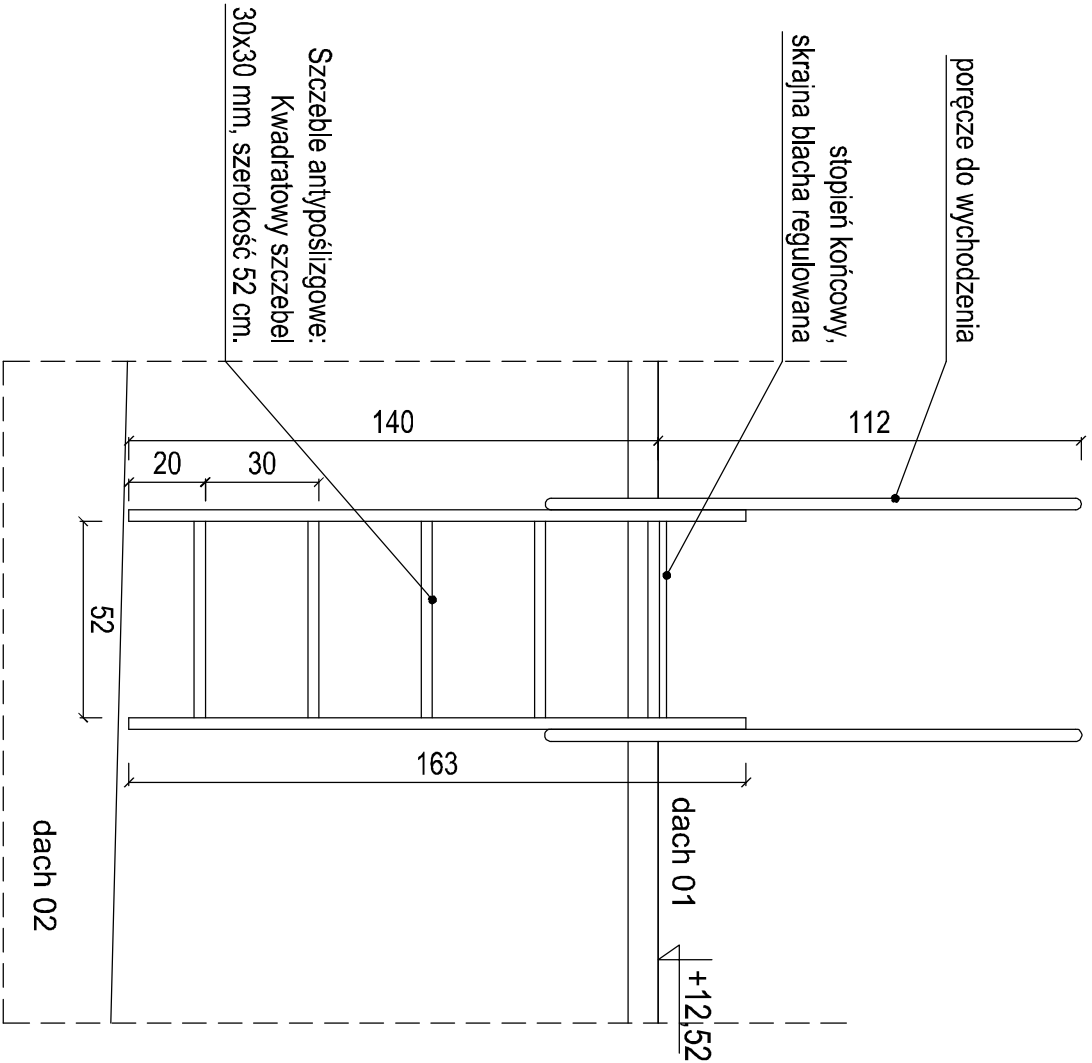 poręcze do wychodzenia
stopień końcowy,
skrajna blacha regulowana
Szczeble antypoślizgowe:
Kwadratowy szczebel
30x30 mm, szerokość 52 cm.
112
140
30
20
52
163
dach 01
+12,52
dach 02